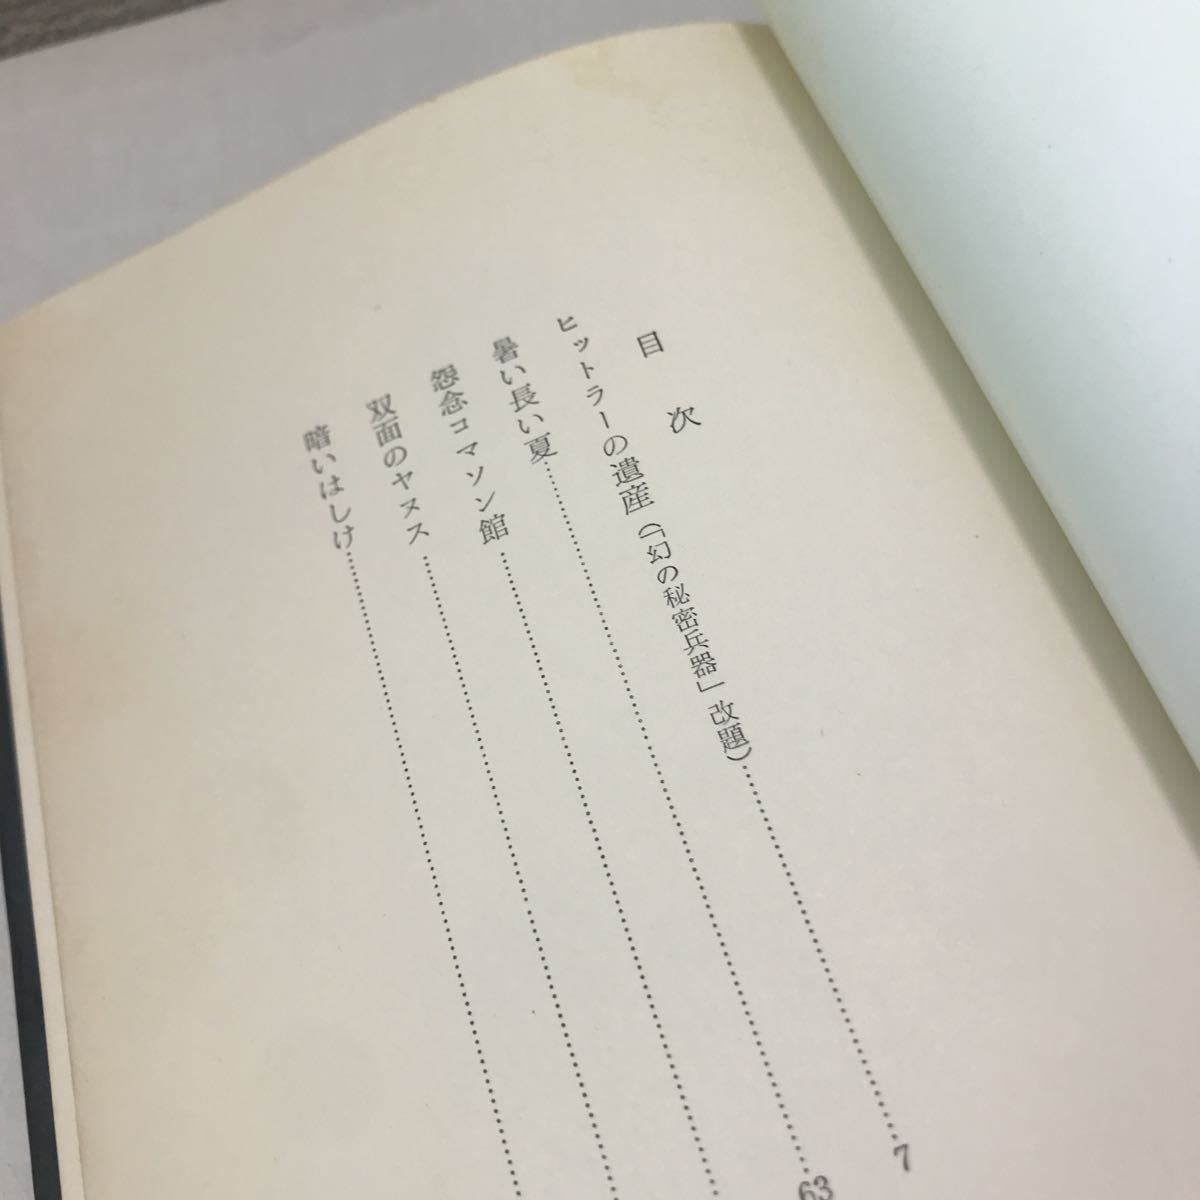 目次
ヒットラーの遺産(「幻の秘密兵器」改題)……7
暑い長い夏……63
怨念コマソン館……
双面のヤヌス……
暗いはしけ……